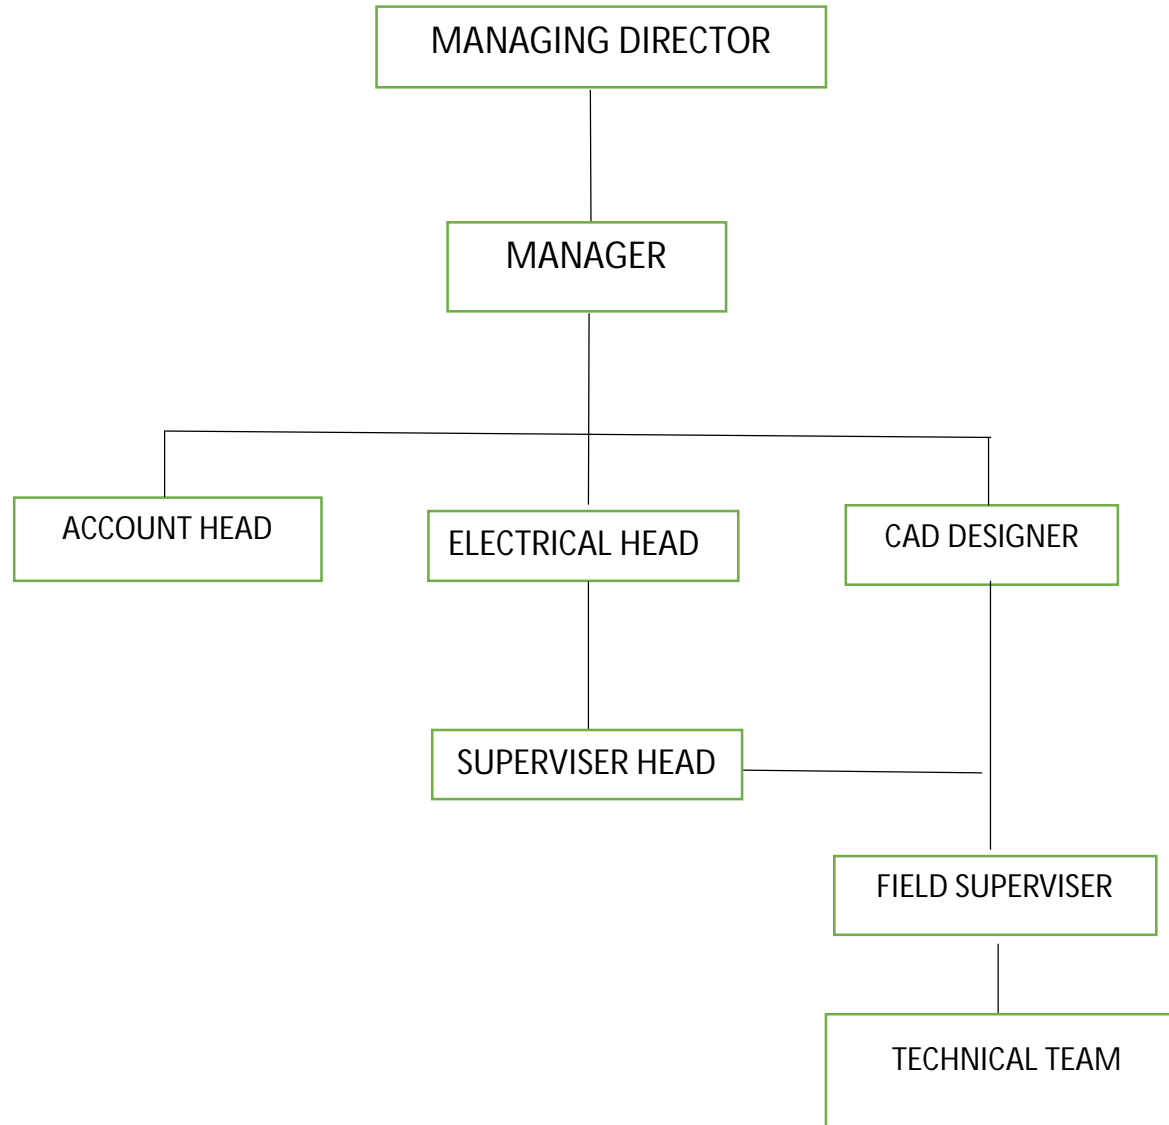 MANAGING DIRECTOR
MANAGER
ACCOUNT HEAD
ELECTRICAL HEAD
CAD DESIGNER
SUPERVISER HEAD
FIELD SUPERVISER
TECHNICAL TEAM